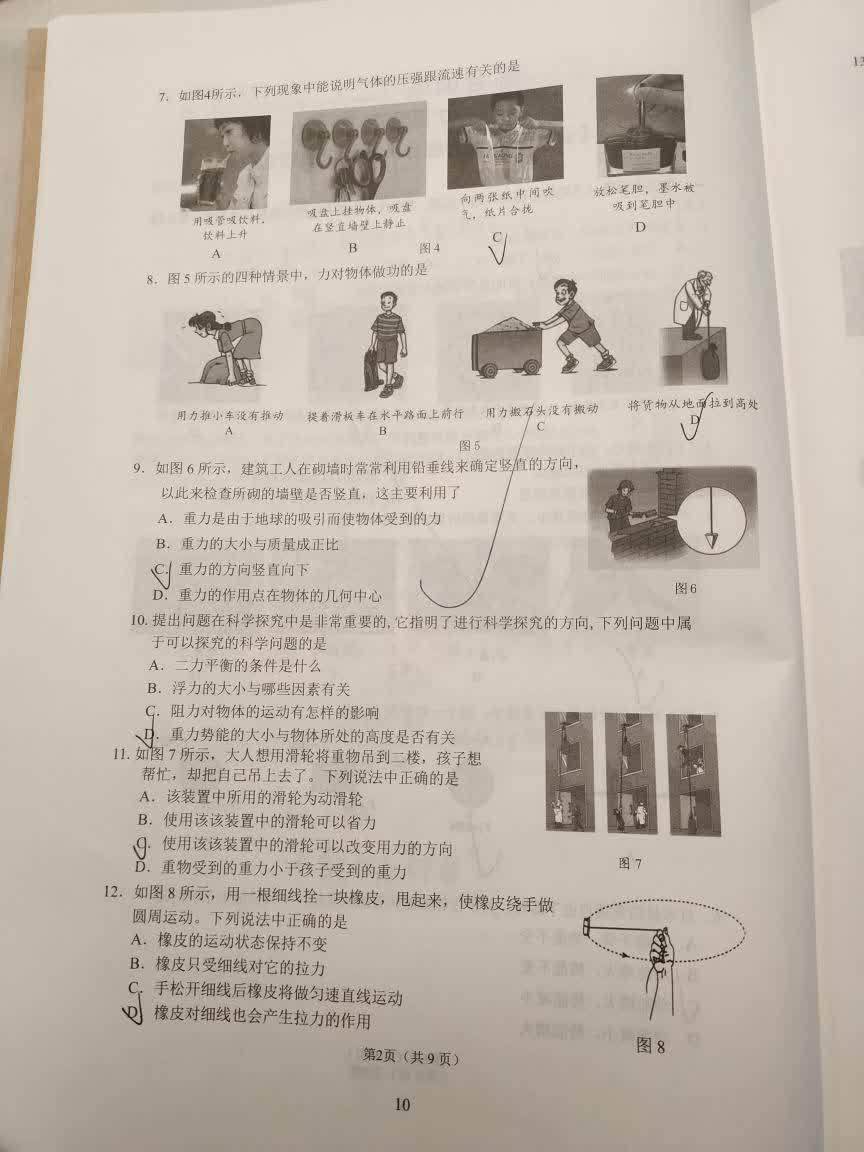 7．如图4所示，下列现象中能说明气体的压强跟流速有关的是
用吸管吸饮料，
饮料上升
A
吸盘上挂物体，吸盘
在竖直墙壁上静止
B
向两张纸中间吹
气，纸片合拢
C
放松笔胆，墨水被
吸到笔胆中
D
图4
8．图 5 所示的四种情景中，力对物体做功的是
用力推小车没有推动
A
提着滑板车在水平路面上前行
B
用力搬石头没有搬动
C
将货物从地面拉到高处
D
图5
9．如图 6 所示，建筑工人在砌墙时常常利用铅垂线来确定竖直的方向，
以此来检查所砌的墙壁是否竖直，这主要利用了
A．重力是由于地球的吸引而使物体受到的力
B．重力的大小与质量成正比
C．重力的方向竖直向下
D．重力的作用点在物体的几何中心
图6
10. 提出问题在科学探究中是非常重要的, 它指明了进行科学探究的方向, 下列问题中属
于可以探究的科学问题的是
A．二力平衡的条件是什么
B．浮力的大小与哪些因素有关
C．阻力对物体的运动有怎样的影响
D．重力势能的大小与物体所处的高度是否有关
11. 如图 7 所示，大人想用滑轮将重物吊到二楼，孩子想
帮忙，却把自己吊上去了。下列说法中正确的是
A．该装置中所用的滑轮为动滑轮
B．使用该该装置中的滑轮可以省力
C．使用该该装置中的滑轮可以改变用力的方向
D．重物受到的重力小于孩子受到的重力
图 7
12．如图 8 所示，用一根细线拴一块橡皮，甩起来，使橡皮绕手做
圆周运动。下列说法中正确的是
A．橡皮的运动状态保持不变
B．橡皮只受细线对它的拉力
C．手松开细线后橡皮将做匀速直线运动
D．橡皮对细线也会产生拉力的作用
图 8
第2页（共 9 页）
10
13